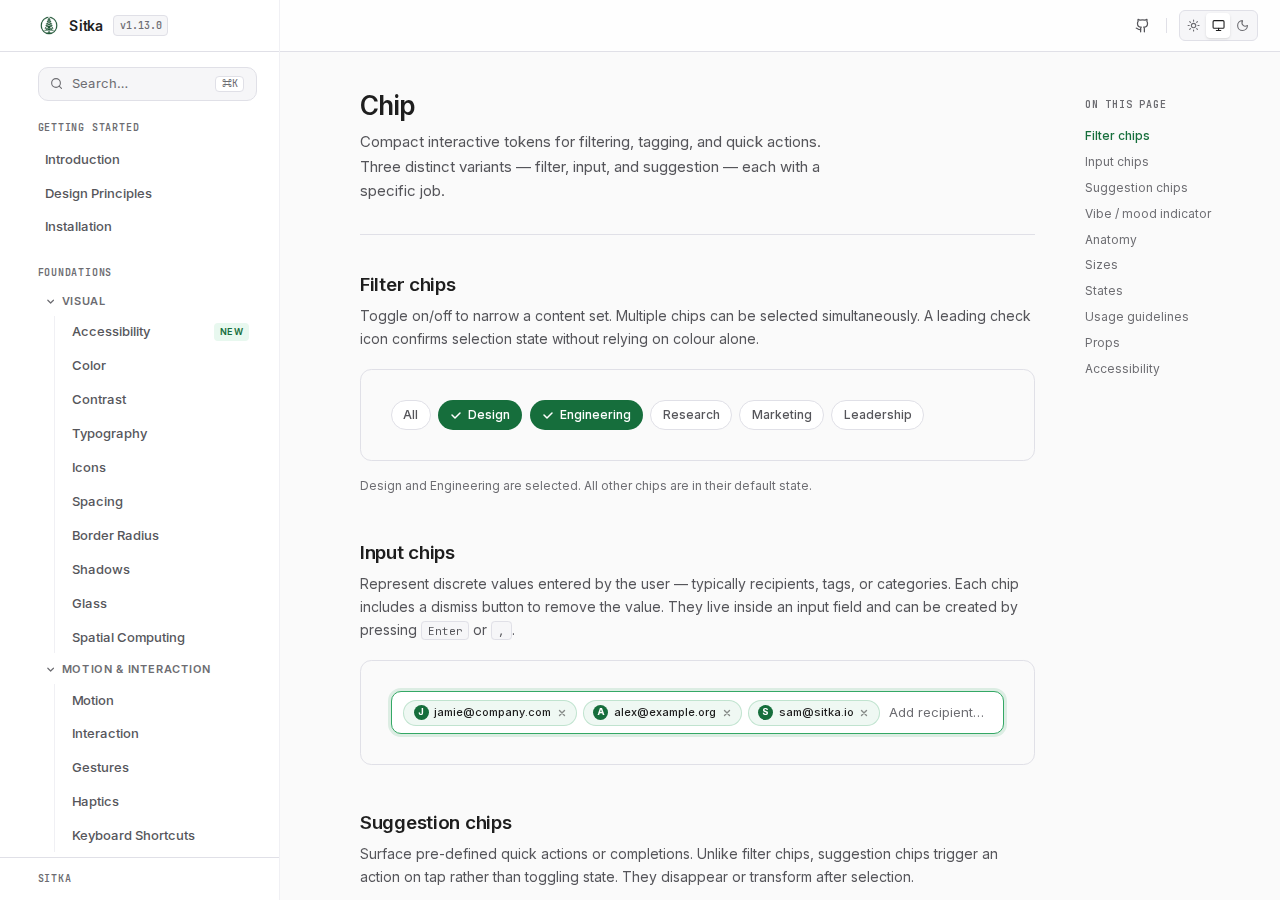 Sitka
v1.13.0
Search...
⌘K
GETTING STARTED
Introduction
Design Principles
Installation
FOUNDATIONS
VISUAL
Accessibility
NEW
Color
Contrast
Typography
Icons
Spacing
Border Radius
Shadows
Glass
Spatial Computing
MOTION & INTERACTION
Motion
Interaction
Gestures
Haptics
Keyboard Shortcuts
SITKA
Chip
Compact interactive tokens for filtering, tagging, and quick actions.
Three distinct variants — filter, input, and suggestion — each with a
specific job.
Filter chips
Toggle on/off to narrow a content set. Multiple chips can be selected simultaneously. A leading check
icon confirms selection state without relying on colour alone.
All
Design
Engineering
Research
Marketing
Leadership
Design and Engineering are selected. All other chips are in their default state.
Input chips
Represent discrete values entered by the user — typically recipients, tags, or categories. Each chip
includes a dismiss button to remove the value. They live inside an input field and can be created by
pressing Enter or , .
J jamie@company.com ×
A alex@example.org ×
S sam@sitka.io ×
Add recipient…
Suggestion chips
Surface pre-defined quick actions or completions. Unlike filter chips, suggestion chips trigger an
action on tap rather than toggling state. They disappear or transform after selection.
ON THIS PAGE
Filter chips
Input chips
Suggestion chips
Vibe / mood indicator
Anatomy
Sizes
States
Usage guidelines
Props
Accessibility